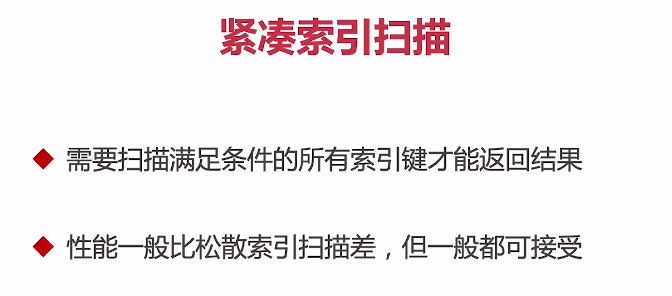 紧凑索引扫描
需要扫描满足条件的所有索引键才能返回结果
性能一般比松散索引扫描差，但一般都可接受